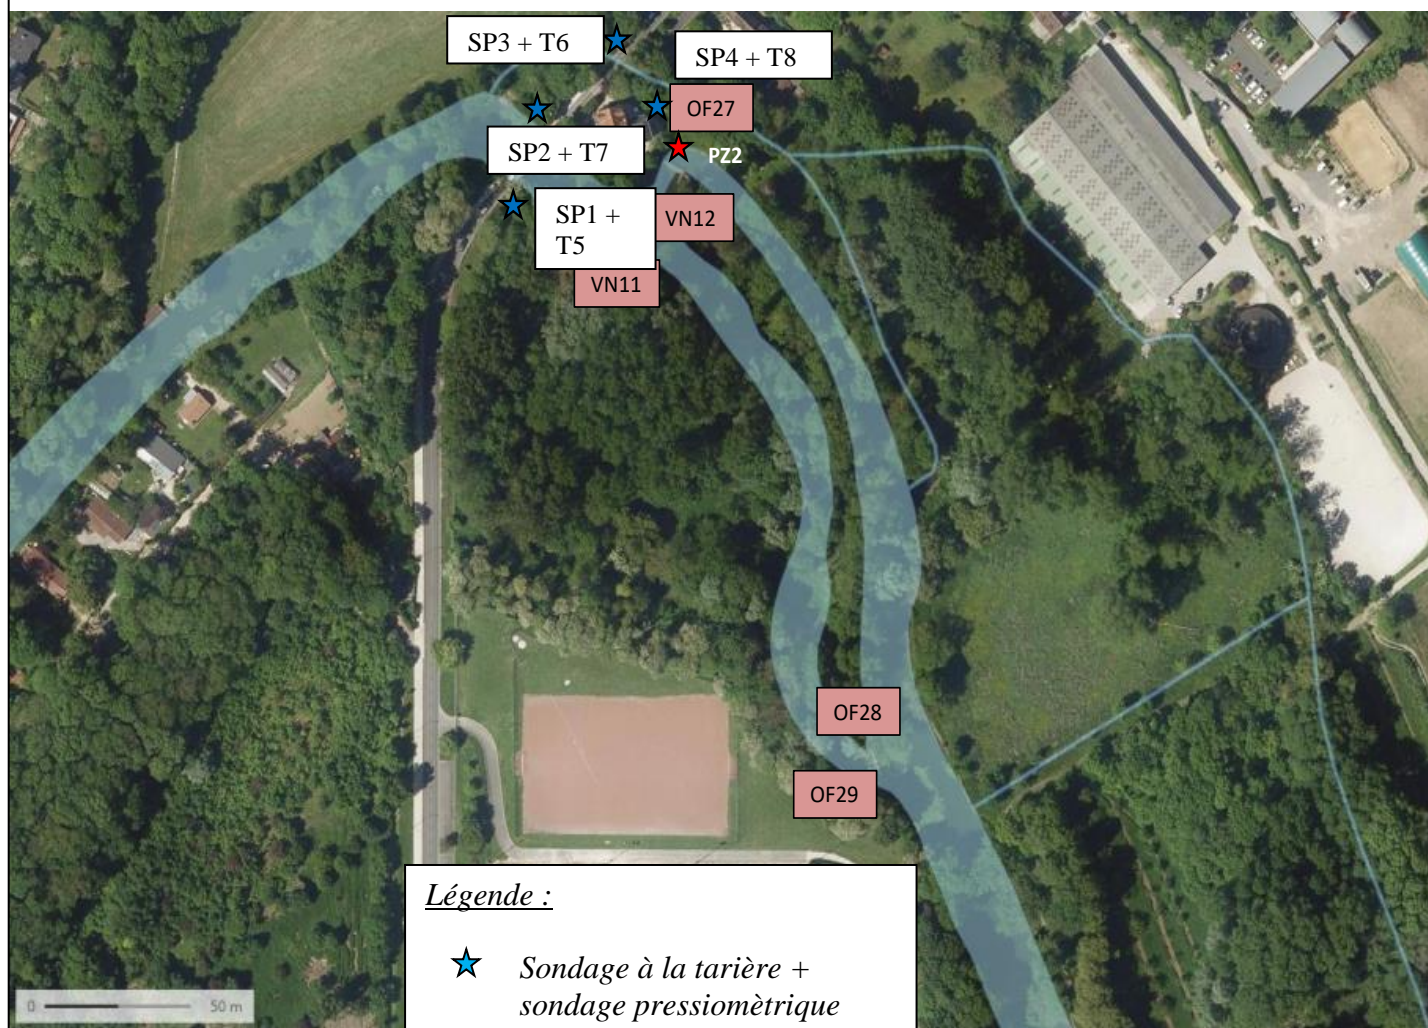 SP3 + T6
SP4 + T8
OF27
SP2 + T7
PZ2
SP1 +
T5
VN12
VN11
OF28
OF29
Légende :
Sondage à la tarière +
sondage pressiomètrique
0 50 m